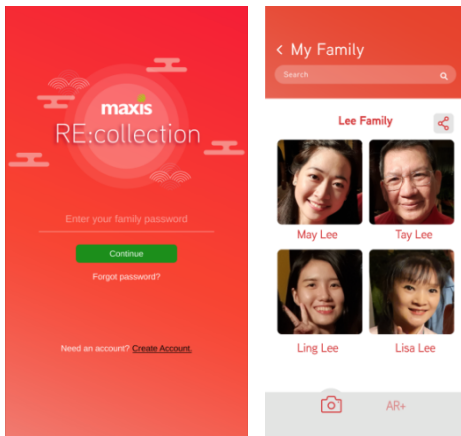 maxis
RE:collection
Enter your family password
Continue
Forgot password?
Need an account? Create Account.
My Family
Search
Lee Family
May Lee
Tay Lee
Ling Lee
Lisa Lee
AR+